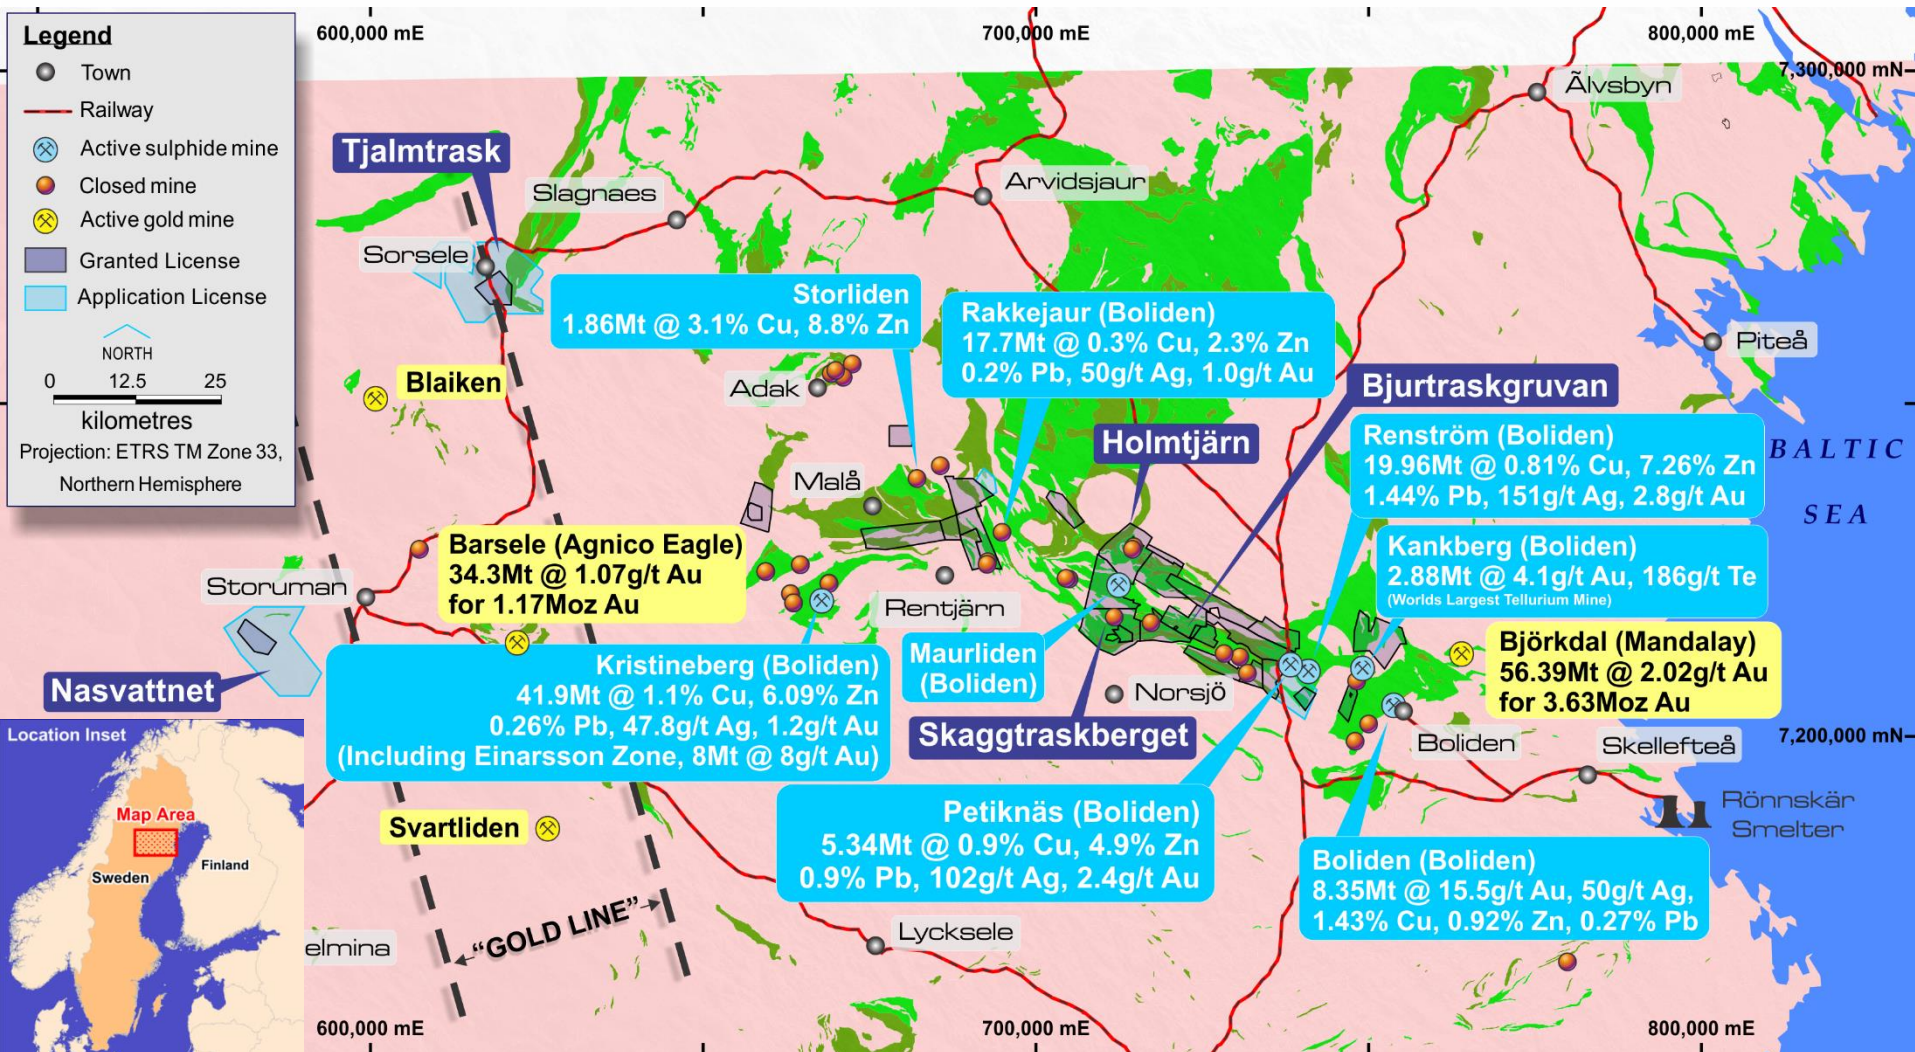 Legend
Town
Railway
Active sulphide mine
Closed mine
Active gold mine
Granted License
Application License
NORTH
0 12.5 25
kilometres
Projection: ETRS TM Zone 33,
Northern Hemisphere
600,000 mE
700,000 mE
800,000 mE
7,300,000 mN
Ãlvsbyn
Tjalmtrask
Slagnaes
Arvidsjaur
Sorsele
Storliden
1.86Mt @ 3.1% Cu, 8.8% Zn
Rakkejaur (Boliden)
17.7Mt @ 0.3% Cu, 2.3% Zn
0.2% Pb, 50g/t Ag, 1.0g/t Au
Piteå
Blaiken
Adak
Bjurtraskgruvan
Holmtjärn
Renström (Boliden)
19.96Mt @ 0.81% Cu, 7.26% Zn
1.44% Pb, 151g/t Ag, 2.8g/t Au
BALTIC
SEA
Malå
Barsele (Agnico Eagle)
34.3Mt @ 1.07g/t Au
for 1.17Moz Au
Kankberg (Boliden)
2.88Mt @ 4.1g/t Au, 186g/t Te
(Worlds Largest Tellurium Mine)
Storuman
Rentjärn
Nasvattnet
Kristineberg (Boliden)
41.9Mt @ 1.1% Cu, 6.09% Zn
0.26% Pb, 47.8g/t Ag, 1.2g/t Au
(Including Einarsson Zone, 8Mt @ 8g/t Au)
Maurliden
(Boliden)
Norsjö
Skaggtraskberget
Björkdal (Mandalay)
56.39Mt @ 2.02g/t Au
for 3.63Moz Au
Boliden
Skellefteå
7,200,000 mN
Location Inset
Map Area
Sweden
Finland
Svartliden
Petiknäs (Boliden)
5.34Mt @ 0.9% Cu, 4.9% Zn
0.9% Pb, 102g/t Ag, 2.4g/t Au
Rönnskär
Smelter
Boliden (Boliden)
8.35Mt @ 15.5g/t Au, 50g/t Ag,
1.43% Cu, 0.92% Zn, 0.27% Pb
"GOLD LINE"
elmina
Lycksele
600,000 mE
700,000 mE
800,000 mE